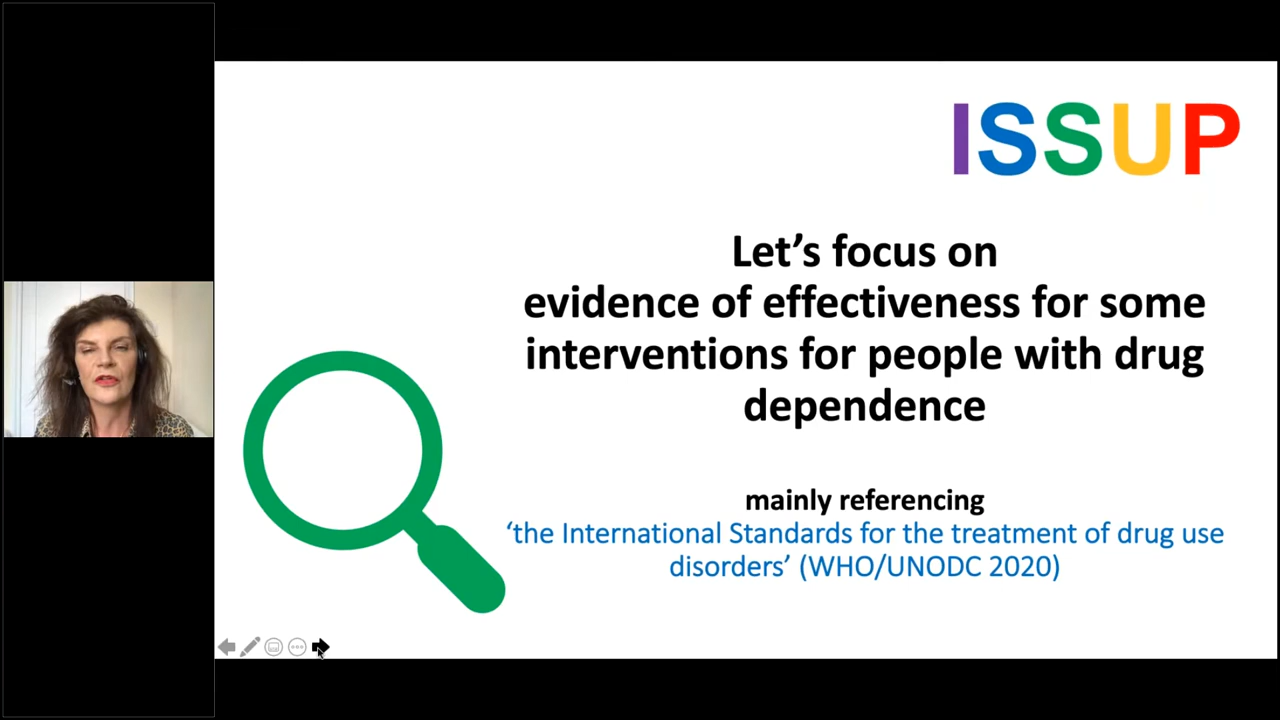 ISSUP
Let’s focus on
evidence of effectiveness for some
interventions for people with drug
dependence
mainly referencing
‘the International Standards for the treatment of drug use
disorders’ (WHO/UNODC 2020)